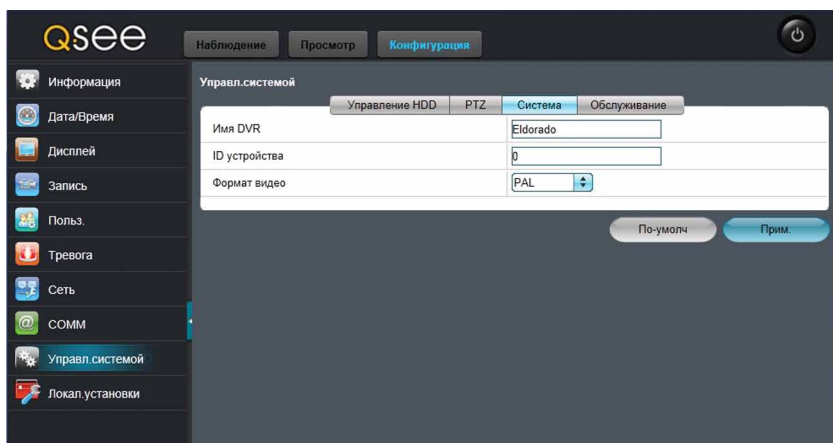 Qsee
Наблюдение Просмотр Конфигурация
Информация
Дата/Время
Дисплей
Запись
Польз.
Тревога
Сеть
COMM
Управл.системой
Локал.установки
Управл.системой
Управление HDD PTZ Система Обслуживание
Имя DVR Eldorado
ID устройства 0
Формат видео PAL
По-умолч Прим.